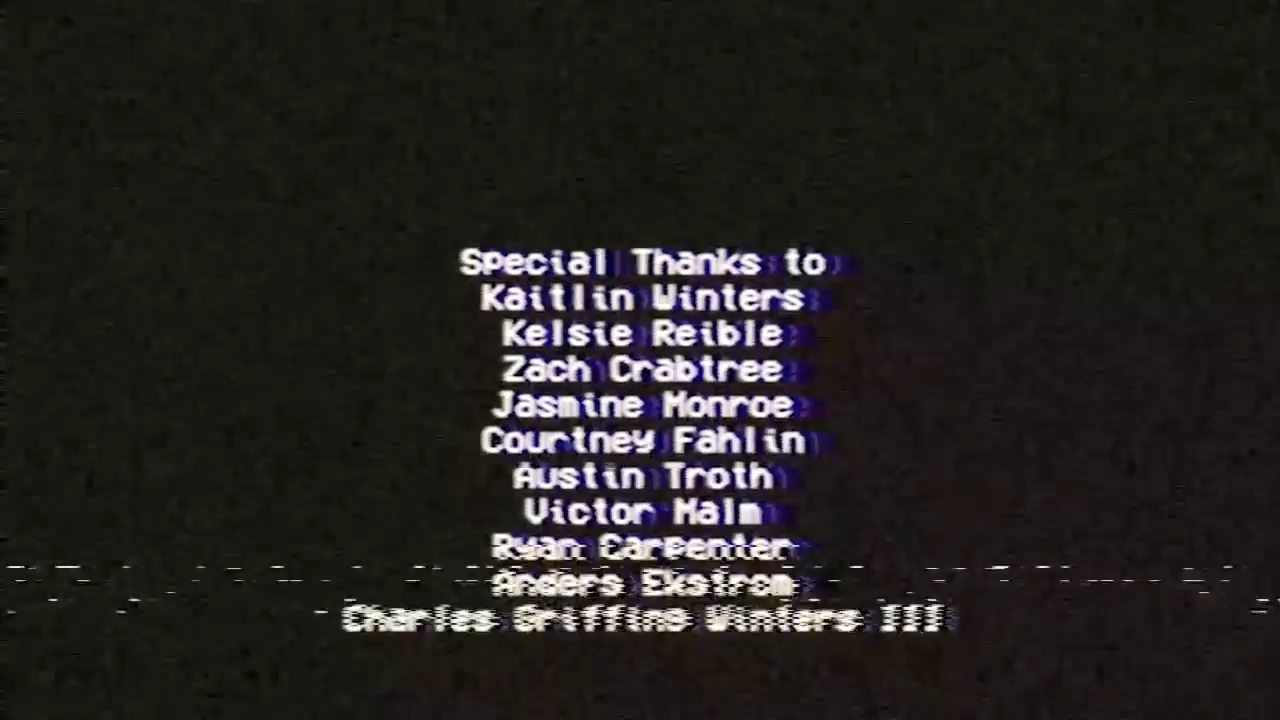 Special Thanks to
Kaitlin Winters
Kelsie Reible
Zach Crabtree
Jasmine Monroe
Courtney Fahlin
Austin Troth
Victor Malm
Ryan Carpenter
Anders Ekstrom
Charles Griffing Winters III